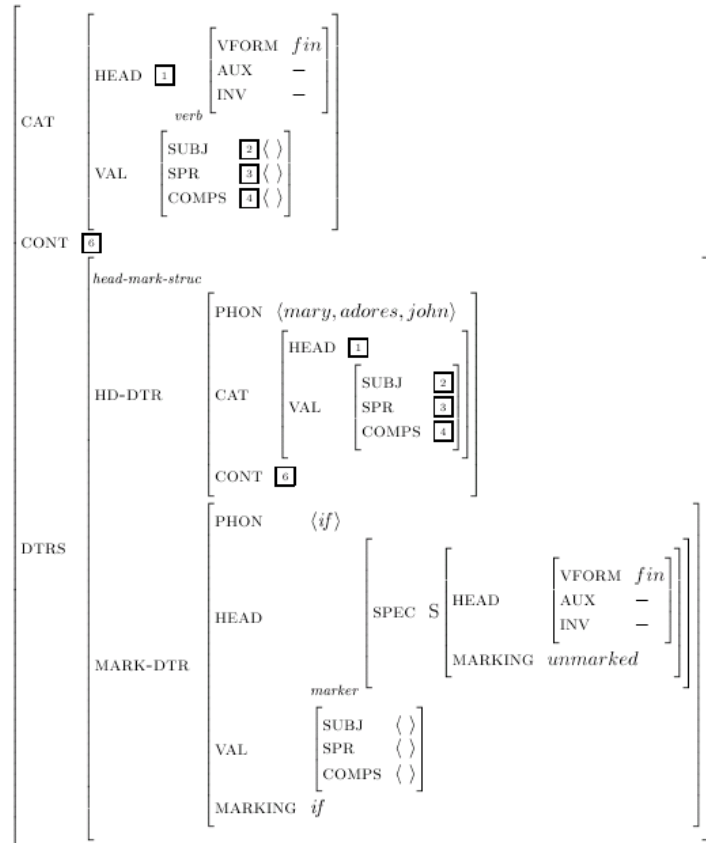 VFORM fin
HEAD 1 AUX –
INV –
verb
CAT
SUBJ 2 ⟨ ⟩
VAL SPR 3 ⟨ ⟩
COMPS 4 ⟨ ⟩
CONT 6
head-mark-struc
PHON ⟨mary, adores, john⟩
HEAD 1
SUBJ 2
HD-DTR CAT VAL SPR 3
COMPS 4
CONT 6
PHON ⟨if⟩
DTRS
VFORM fin
HEAD SPEC S HEAD AUX –
INV –
MARKING unmarked
MARK-DTR
marker
SUBJ ⟨ ⟩
VAL SPR ⟨ ⟩
COMPS ⟨ ⟩
MARKING if